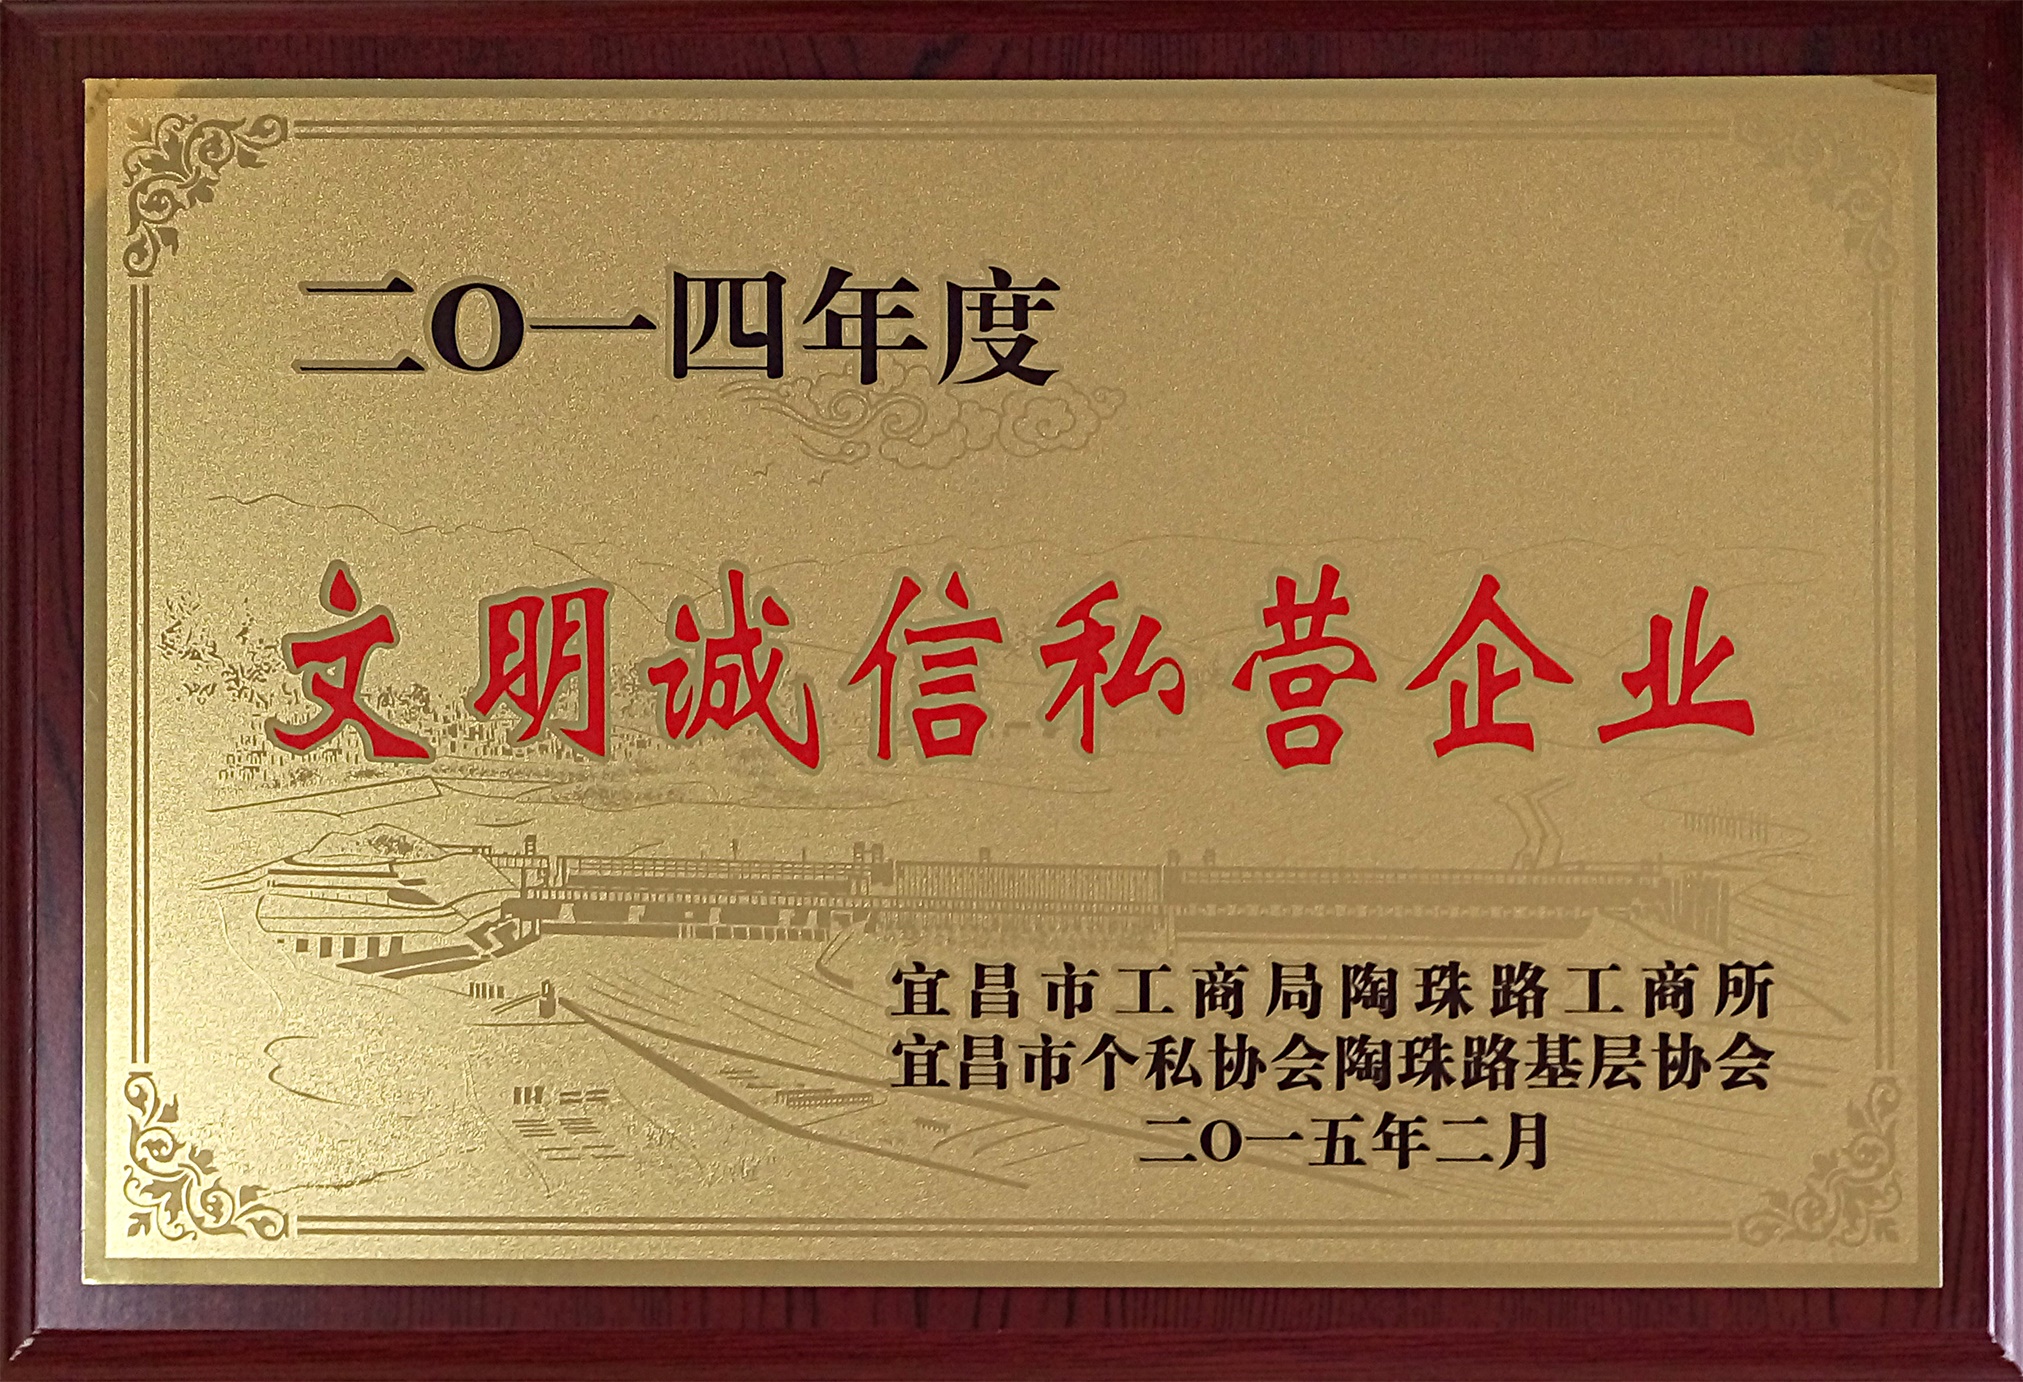 二O一四年度
文明诚信私营企业
宜昌市工商局陶珠路工商所
宜昌市个私协会陶珠路基层协会
二O一五年二月